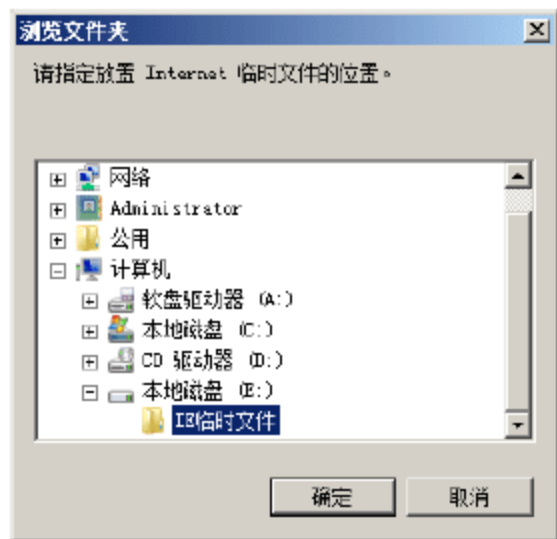 浏览文件夹
请指定放置 Internet 临时文件的位置。
网络
Administrator
公用
计算机
软盘驱动器 (A:)
本地磁盘 (C:)
CD 驱动器 (D:)
本地磁盘 (E:)
IE临时文件
确定 取消